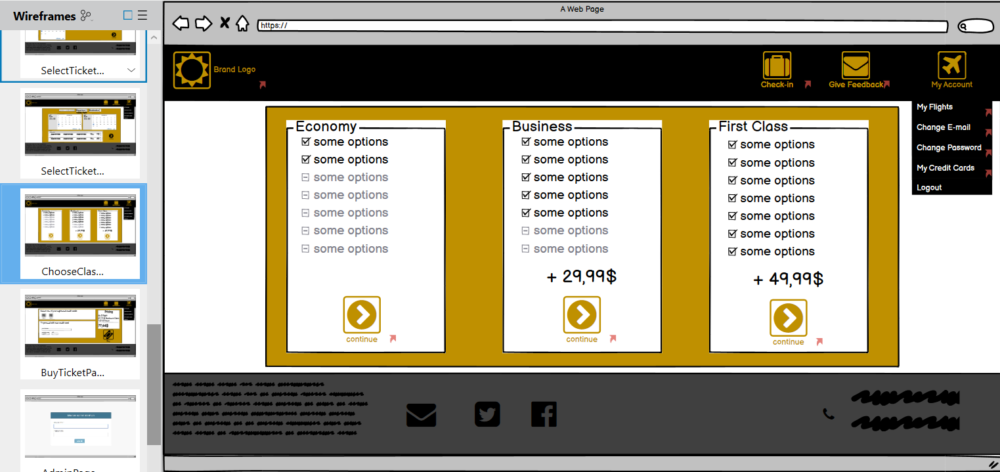 Wireframes
SelectTicket...
SelectTicket...
ChooseClas...
BuyTicketPa...
AdminPage
A Web Page
https://
Brand Logo
Check-in
Give Feedback
My Account
My Flights
Change E-mail
Change Password
My Credit Cards
Logout
Economy
some options
some options
some options
some options
some options
some options
some options
continue
Business
some options
some options
some options
some options
some options
some options
some options
+ 29,99$
continue
First Class
some options
some options
some options
some options
some options
some options
some options
+ 49,99$
continue